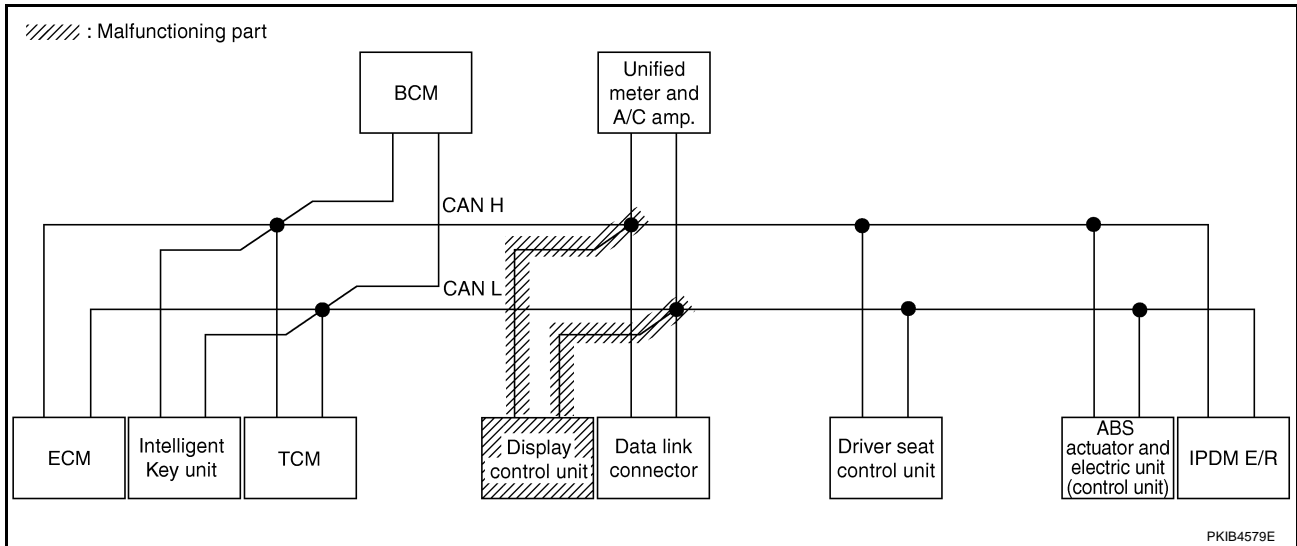 : Malfunctioning part
BCM
Unified
meter and
A/C amp.
CAN H
CAN L
ECM
Intelligent
Key unit
TCM
Display
control unit
Data link
connector
Driver seat
control unit
ABS
actuator and
electric unit
(control unit)
IPDM E/R
PKIB4579E